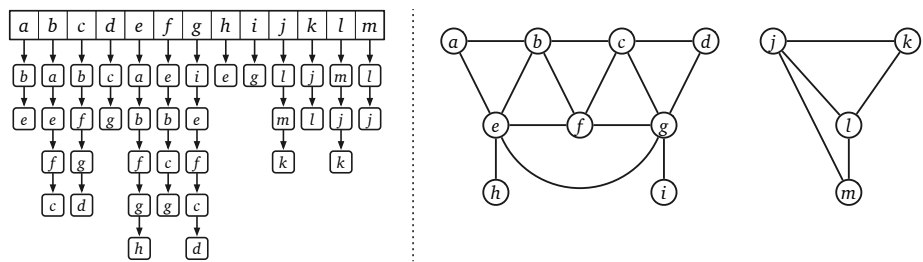 a b c d e f g h i j k l m
b a b c a e i e g l j m l
e e f g b b e m l j j
f g f c f k k
c d g g c
h d
a b c d
e f g
h i
j k
l
m